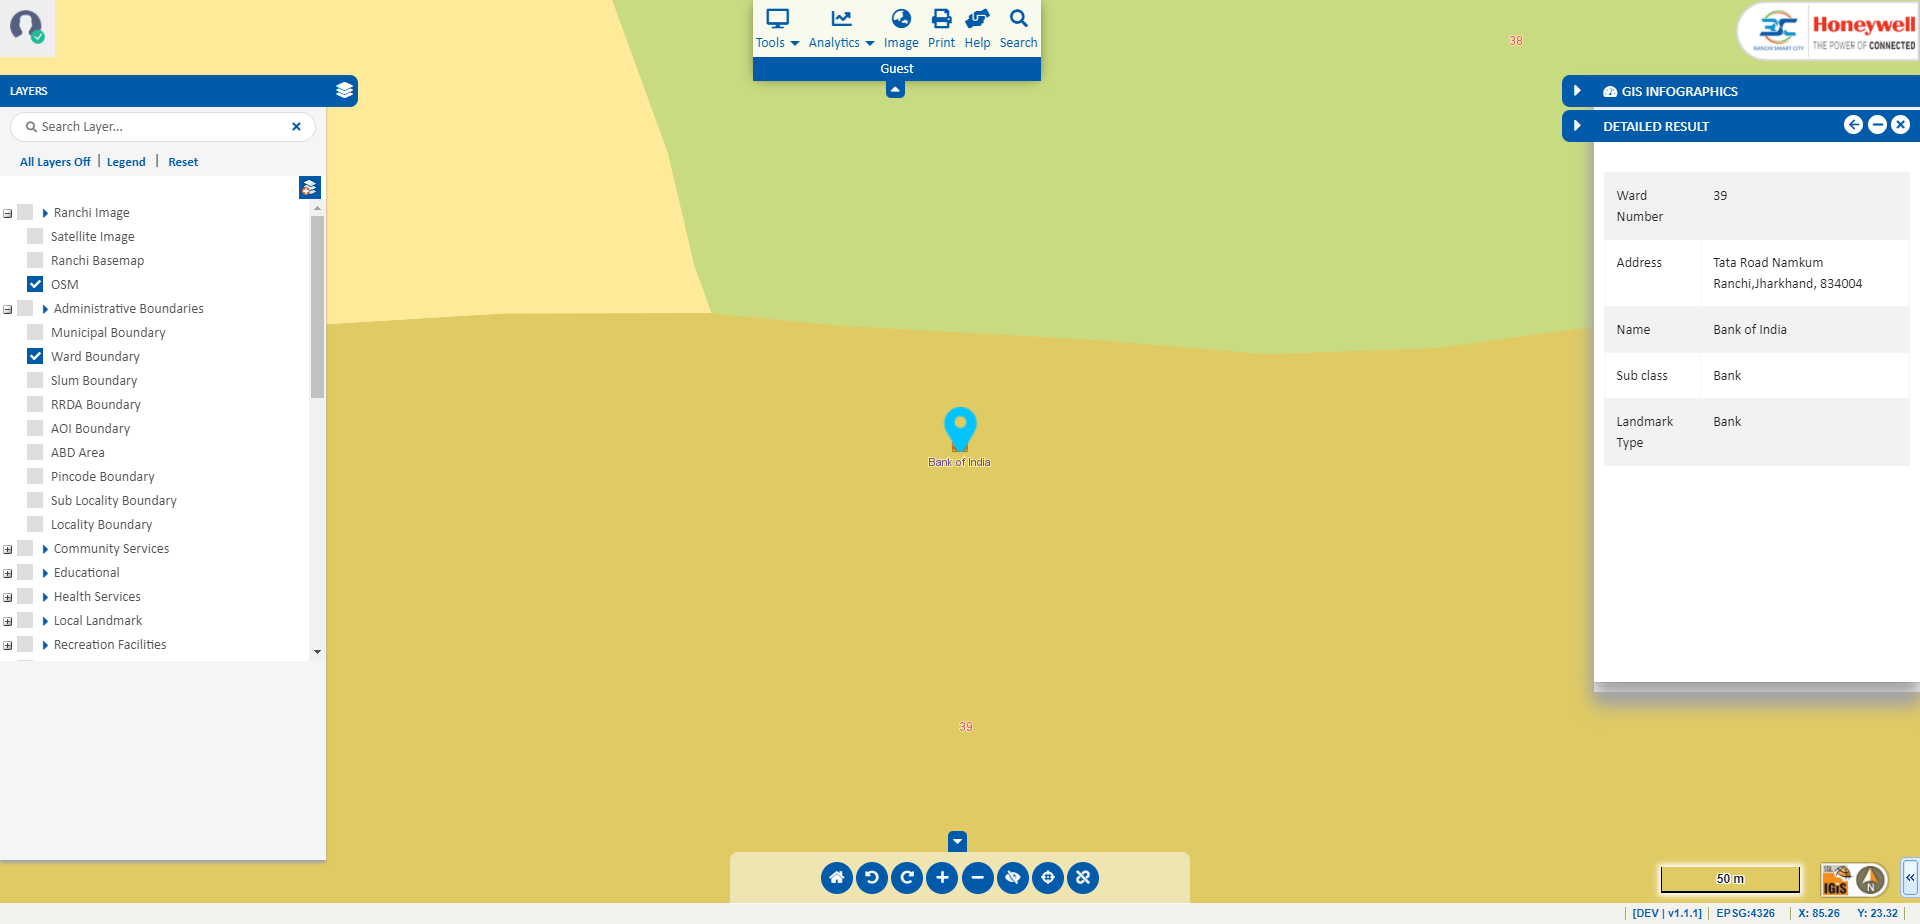 Tools
Analytics
Image
Print
Help
Search
Guest
38
RANCHI SMART CITY
Honeywell
THE POWER OF CONNECTED
LAYERS
Search Layer...
All Layers Off | Legend | Reset
Ranchi Image
Satellite Image
Ranchi Basemap
OSM
Administrative Boundaries
Municipal Boundary
Ward Boundary
Slum Boundary
RRDA Boundary
AOI Boundary
ABD Area
Pincode Boundary
Sub Locality Boundary
Locality Boundary
Community Services
Educational
Health Services
Local Landmark
Recreation Facilities
GIS INFOGRAPHICS
DETAILED RESULT
Ward Number
39
Address
Tata Road Namkum
Ranchi,Jharkhand, 834004
Name
Bank of India
Sub class
Bank
Landmark Type
Bank
Bank of India
39
50 m
SGL
IGiS
N
[DEV | v1.1.1]
EPSG:4326
X: 85.26
Y: 23.32